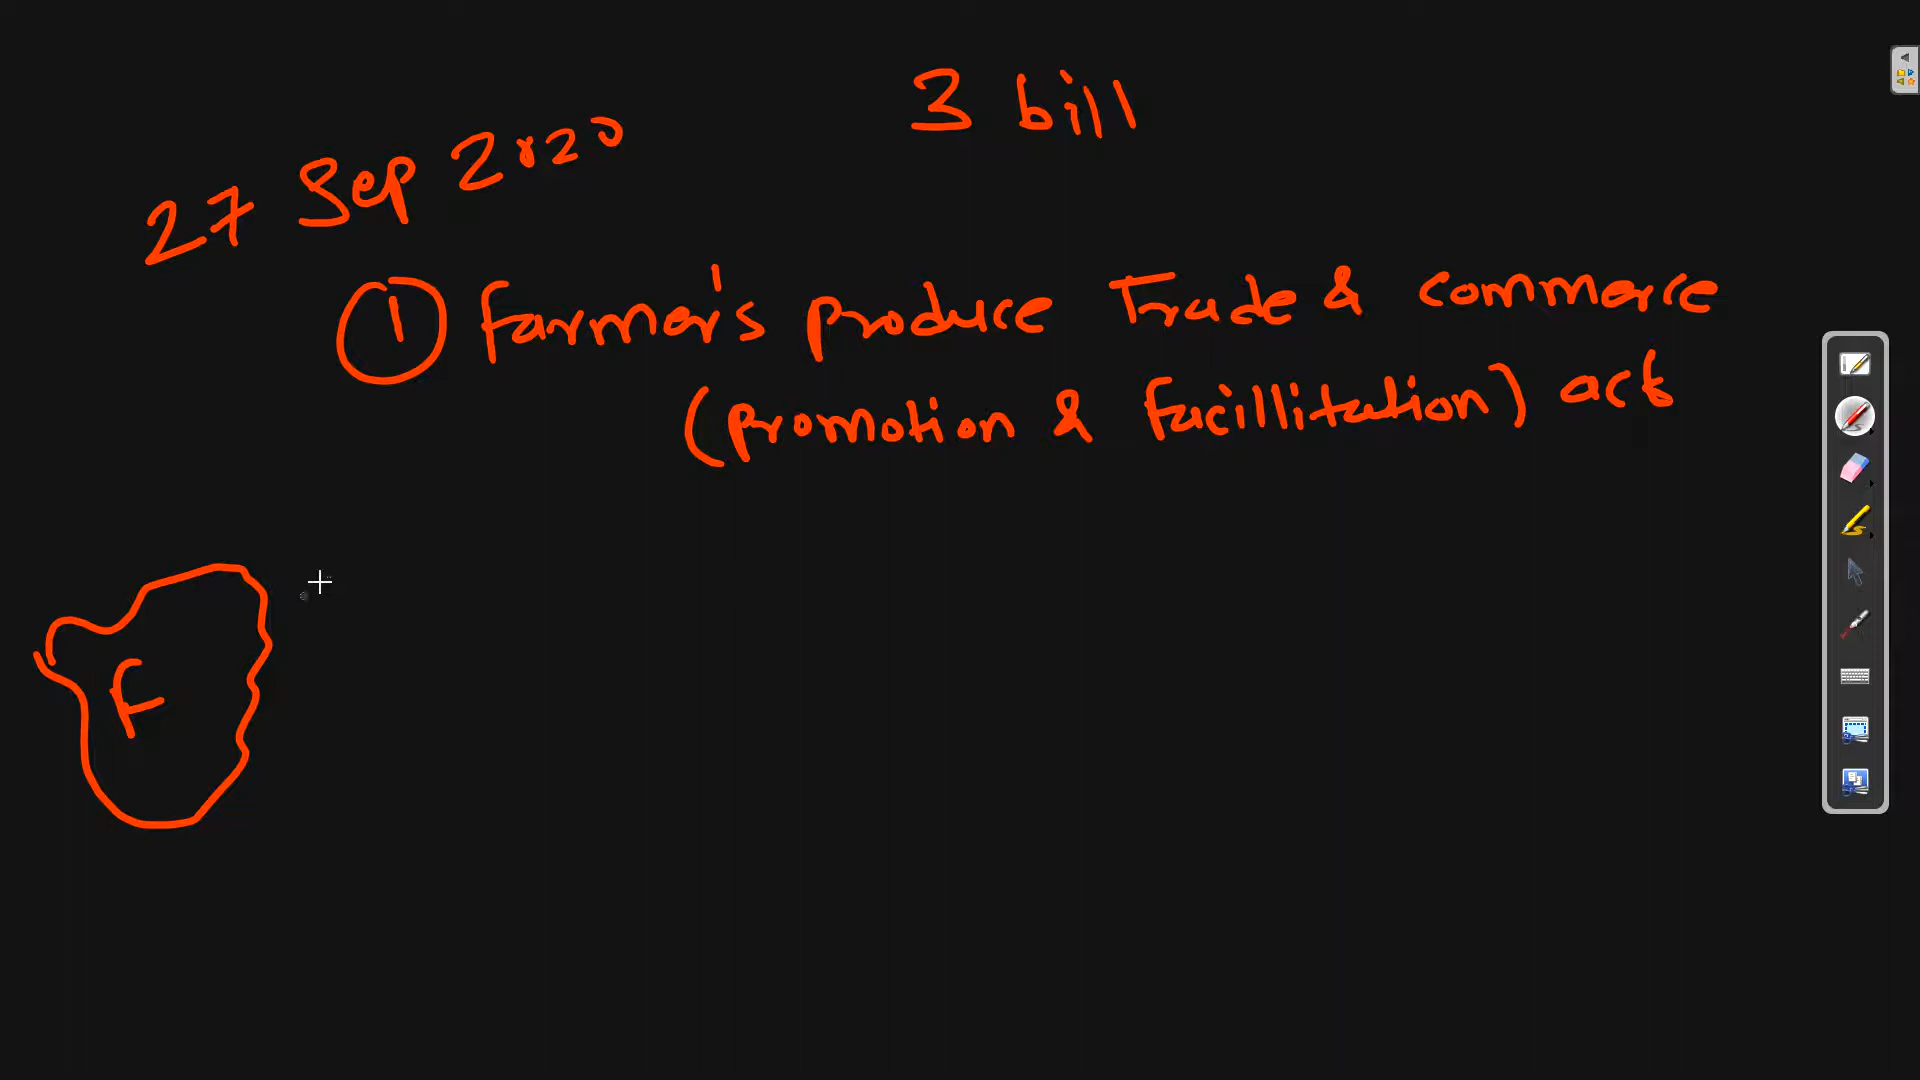 3 bill
27 Sep 2020
1 Farmer's produce Trade & commerce
(promotion & facillitation) act
F